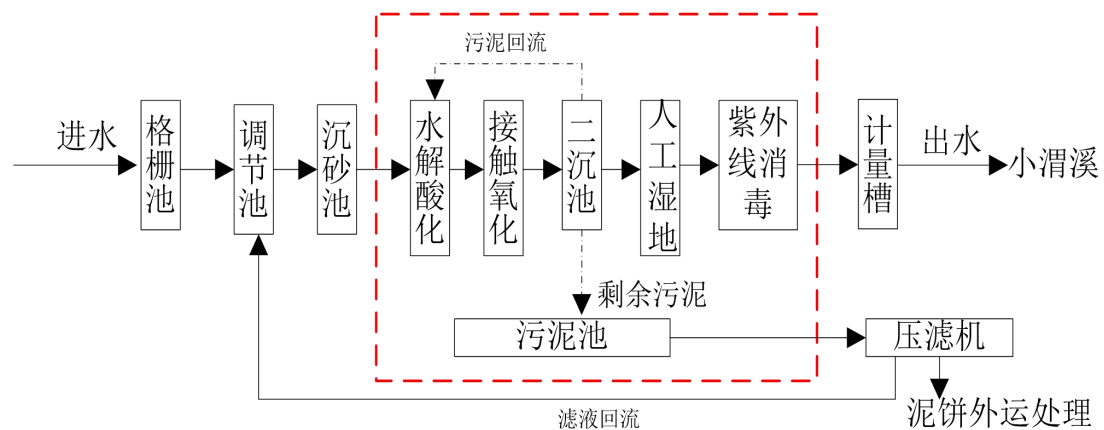 污泥回流
进水
格栅池
调节池
沉砂池
水解酸化
接触氧化
二沉池
人工湿地
紫外
线消
毒
计量槽
出水
小渭溪
剩余污泥
污泥池
压滤机
滤液回流
泥饼外运处理